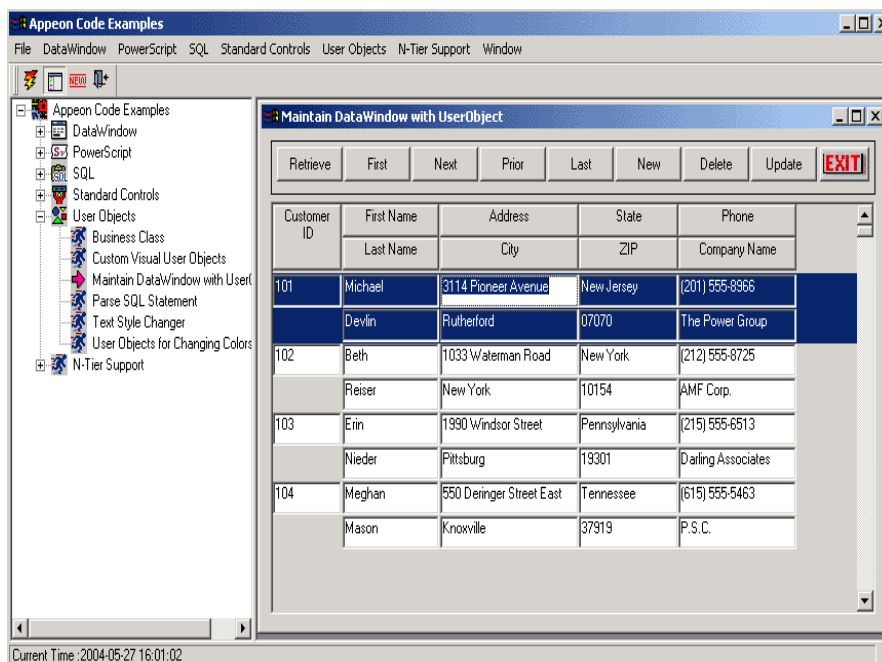 Appeon Code Examples
File DataWindow PowerScript SQL Standard Controls User Objects N-Tier Support Window
NEW
Appeon Code Examples
DataWindow
PowerScript
SQL
Standard Controls
User Objects
Business Class
Custom Visual User Objects
Maintain DataWindow with User(
Parse SQL Statement
Text Style Changer
User Objects for Changing Colors
N-Tier Support
Maintain DataWindow with UserObject
Retrieve First Next Prior Last New Delete Update EXIT
Customer ID First Name Address State Phone
Last Name City ZIP Company Name
101 Michael 3114 Pioneer Avenue New Jersey (201) 555-8966
Devlin Rutherford 07070 The Power Group
102 Beth 1033 Waterman Road New York (212) 555-8725
Reiser New York 10154 AMF Corp.
103 Erin 1990 Windsor Street Pennsylvania (215) 555-6513
Nieder Pittsburg 19301 Darling Associates
104 Meghan 550 Deringer Street East Tennessee (615) 555-5463
Mason Knoxville 37919 P.S.C.
Current Time :2004-05-27 16:01:02